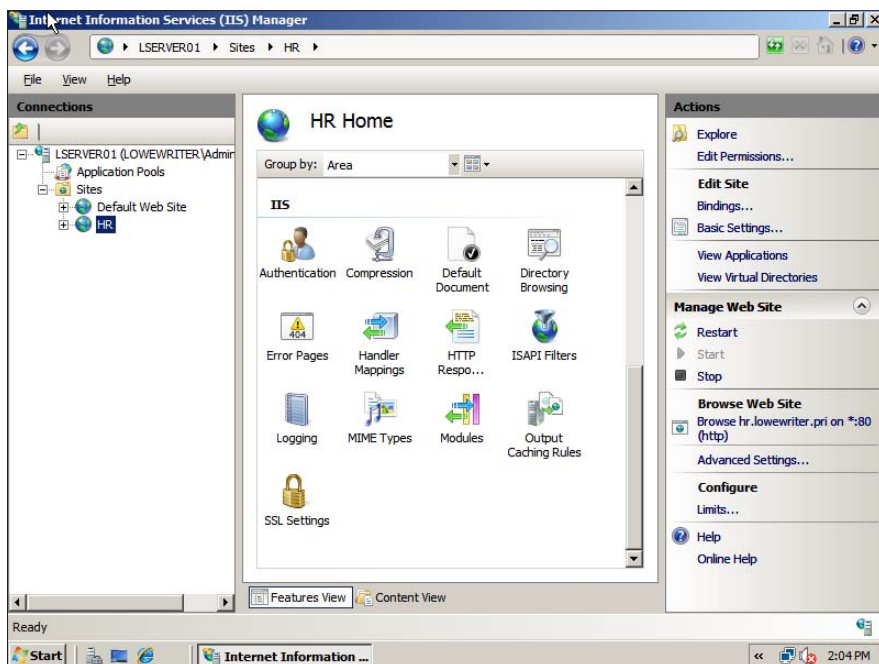 Internet Information Services (IIS) Manager
LSERVER01 Sites HR
File View Help
Connections
LSERVER01 (LOWEWRITER\Admir
Application Pools
Sites
Default Web Site
HR
HR Home
Group by: Area
IIS
Authentication Compression Default Document Directory Browsing
Error Pages Handler Mappings HTTP Respo... ISAPI Filters
404
Logging MIME Types Modules Output Caching Rules
SSL Settings
Features View Content View
Actions
Explore
Edit Permissions...
Edit Site
Bindings...
Basic Settings...
View Applications
View Virtual Directories
Manage Web Site
Restart
Start
Stop
Browse Web Site
Browse hr.lowewriter.pri on *:80
(http)
Advanced Settings...
Configure
Limits...
Help
Online Help
Ready
Start Internet Information ... « 2:04 PM